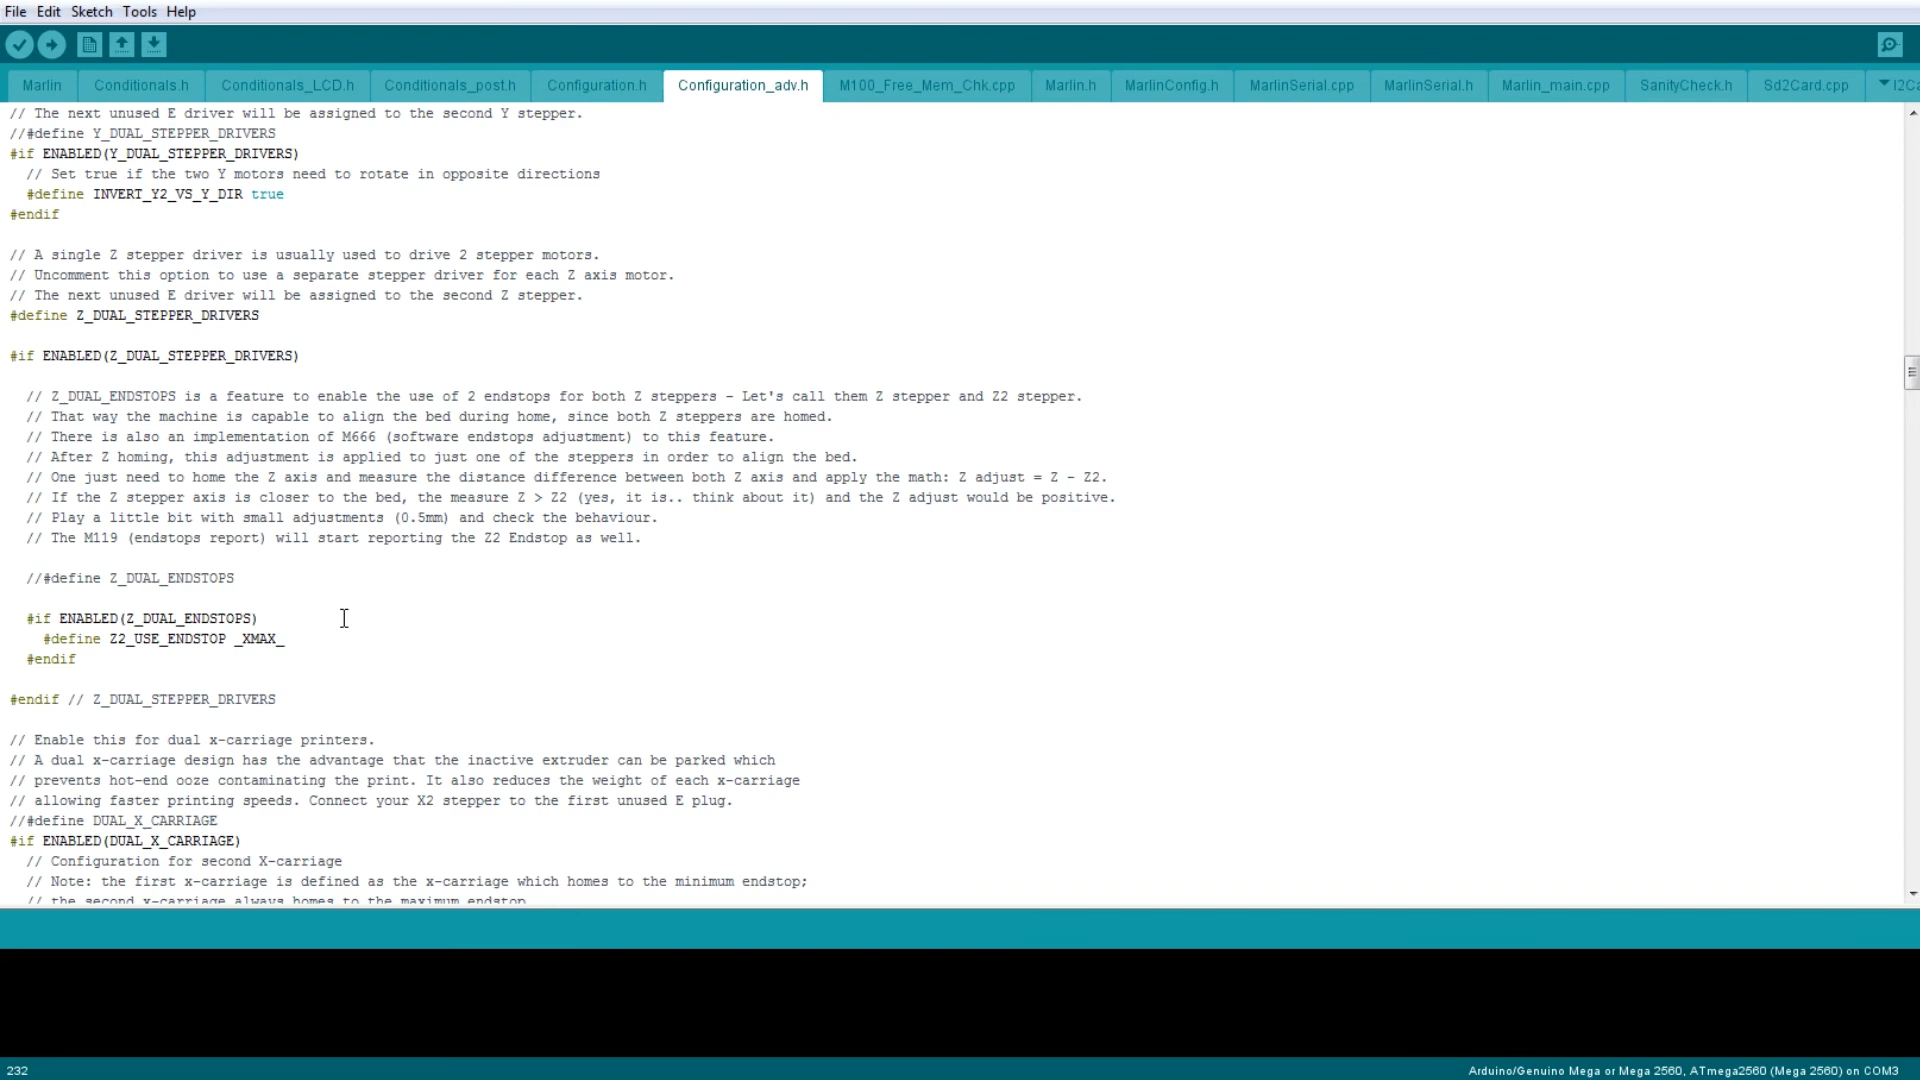 File Edit Sketch Tools Help
Marlin Conditionals.h Conditionals_LCD.h Conditionals_post.h Configuration.h Configuration_adv.h M100_Free_Mem_Chk.cpp Marlin.h MarlinConfig.h MarlinSerial.cpp MarlinSerial.h Marlin_main.cpp SanityCheck.h Sd2Card.cpp
// The next unused E driver will be assigned to the second Y stepper.
//#define Y_DUAL_STEPPER_DRIVERS
#if ENABLED(Y_DUAL_STEPPER_DRIVERS)
// Set true if the two Y motors need to rotate in opposite directions
#define INVERT_Y2_VS_Y_DIR true
#endif
// A single Z stepper driver is usually used to drive 2 stepper motors.
// Uncomment this option to use a separate stepper driver for each Z axis motor.
// The next unused E driver will be assigned to the second Z stepper.
#define Z_DUAL_STEPPER_DRIVERS
#if ENABLED(Z_DUAL_STEPPER_DRIVERS)
// Z_DUAL_ENDSTOPS is a feature to enable the use of 2 endstops for both Z steppers - Let's call them Z stepper and Z2 stepper.
// That way the machine is capable to align the bed during home, since both Z steppers are homed.
// There is also an implementation of M666 (software endstops adjustment) to this feature.
// After Z homing, this adjustment is applied to just one of the steppers in order to align the bed.
// One just need to home the Z axis and measure the distance difference between both Z axis and apply the math: Z adjust = Z - Z2.
// If the Z stepper axis is closer to the bed, the measure Z > Z2 (yes, it is.. think about it) and the Z adjust would be positive.
// Play a little bit with small adjustments (0.5mm) and check the behaviour.
// The M119 (endstops report) will start reporting the Z2 Endstop as well.
//#define Z_DUAL_ENDSTOPS
#if ENABLED(Z_DUAL_ENDSTOPS)
#define Z2_USE_ENDSTOP _XMAX_
#endif
#endif // Z_DUAL_STEPPER_DRIVERS
// Enable this for dual x-carriage printers.
// A dual x-carriage design has the advantage that the inactive extruder can be parked which
// prevents hot-end ooze contaminating the print. It also reduces the weight of each x-carriage
// allowing faster printing speeds. Connect your X2 stepper to the first unused E plug.
//#define DUAL_X_CARRIAGE
#if ENABLED(DUAL_X_CARRIAGE)
// Configuration for second X-carriage
// Note: the first x-carriage is defined as the x-carriage which homes to the minimum endstop;
// the second x-carriage always homes to the maximum endstop
232 Arduino/Genuino Mega or Mega 2560, ATmega2560 (Mega 2560) on COM3